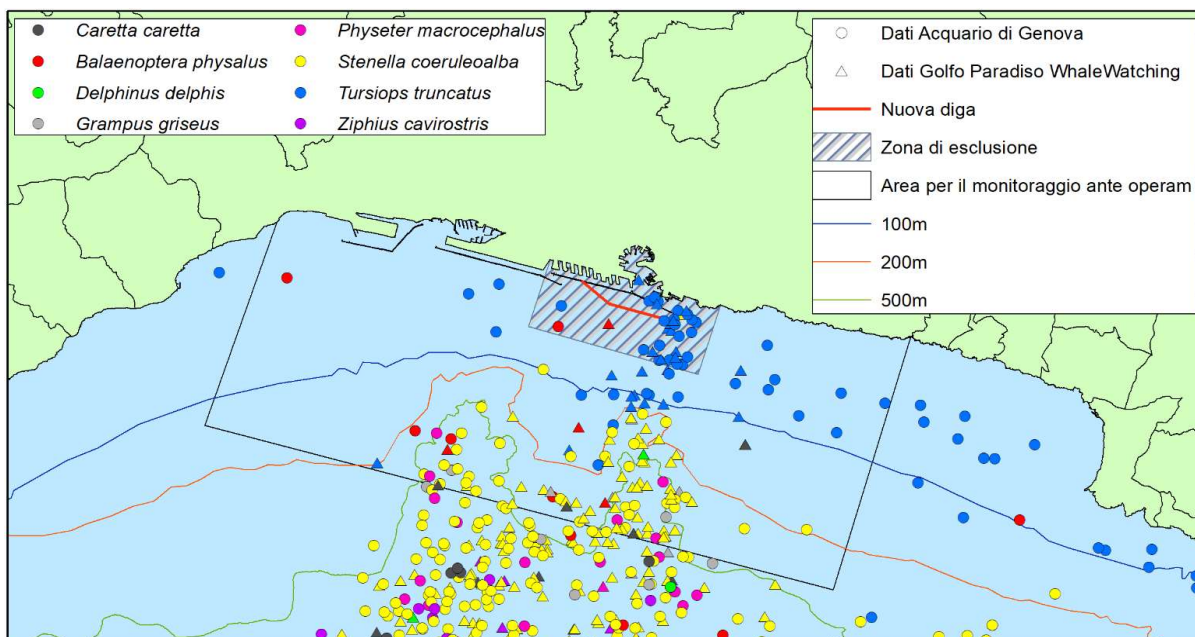 Caretta caretta
Balaenoptera physalus
Delphinus delphis
Grampus griseus
Physeter macrocephalus
Stenella coeruleoalba
Tursiops truncatus
Ziphius cavirostris
Dati Acquario di Genova
Dati Golfo Paradiso WhaleWatching
Nuova diga
Zona di esclusione
Area per il monitoraggio ante operam
100m
200m
500m